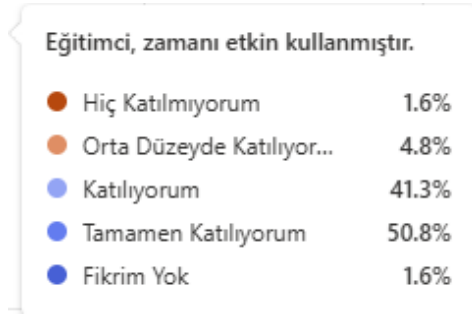 Eğitimci, zamanı etkin kullanmıştır.
Hiç Katılmıyorum 1.6%
Orta Düzeyde Katılıyor... 4.8%
Katılıyorum 41.3%
Tamamen Katılıyorum 50.8%
Fikrim Yok 1.6%